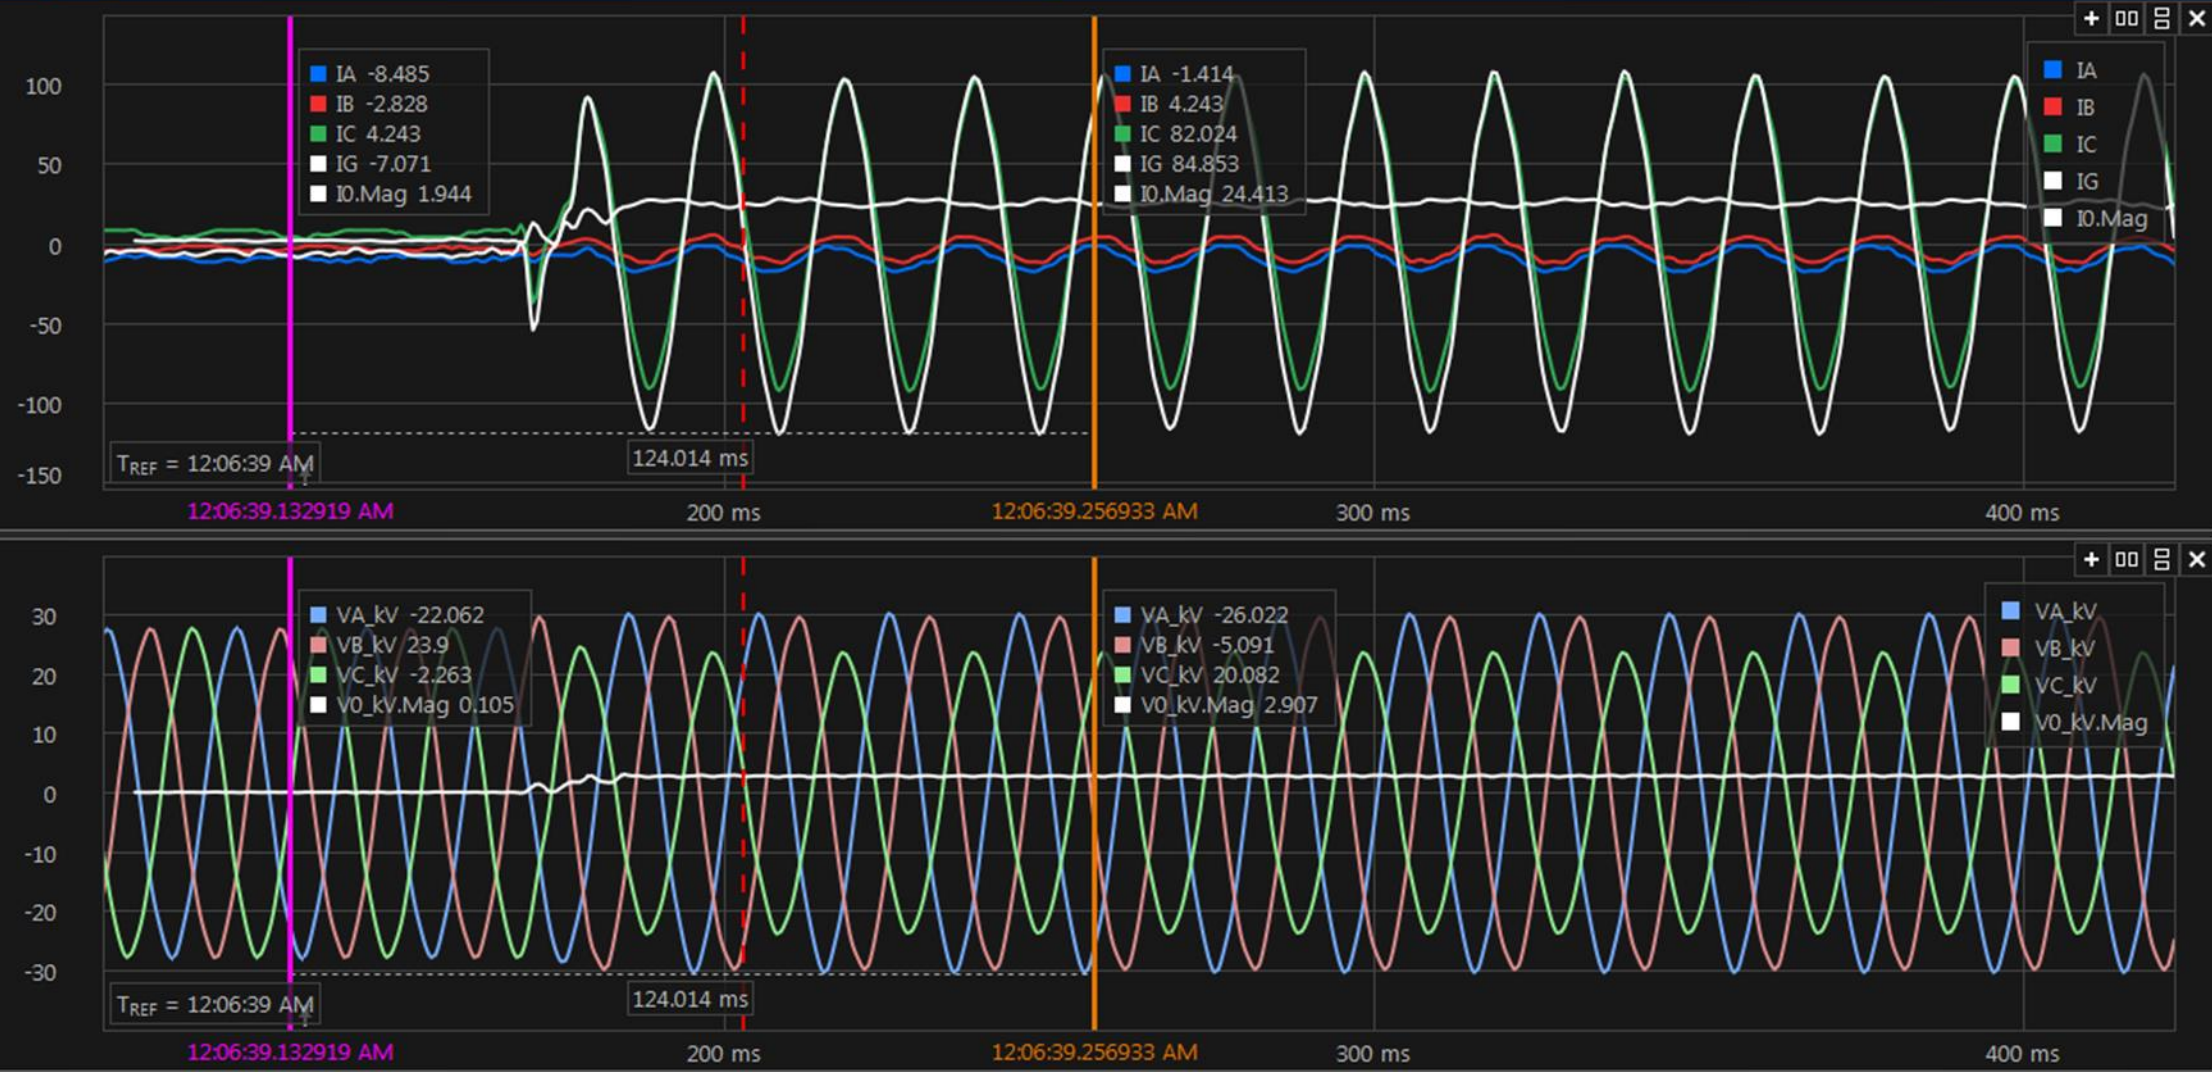 100
50
0
-50
-100
-150
IA -8.485
IB -2.828
IC 4.243
IG -7.071
I0.Mag 1.944
IA -1.414
IB 4.243
IC 82.024
IG 84.853
I0.Mag 24.413
IA
IB
IC
IG
I0.Mag
TREF = 12:06:39 AM
124.014 ms
12:06:39.132919 AM
200 ms
12:06:39.256933 AM
300 ms
400 ms
30
20
10
0
-10
-20
-30
VA_kV -22.062
VB_kV 23.9
VC_kV -2.263
V0_kV.Mag 0.105
VA_kV -26.022
VB_kV -5.091
VC_kV 20.082
V0_kV.Mag 2.907
VA_kV
VB_kV
VC_kV
V0_kV.Mag
TREF = 12:06:39 AM
124.014 ms
12:06:39.132919 AM
200 ms
12:06:39.256933 AM
300 ms
400 ms